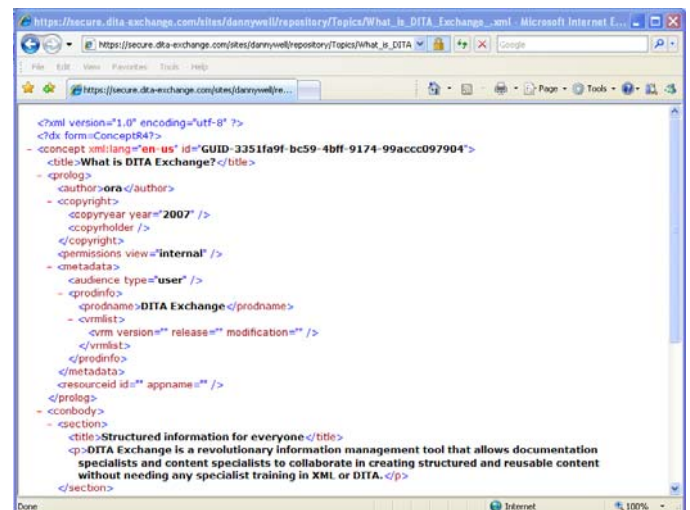 https://secure.dita-exchange.com/sites/dannywell/repository/Topics/What_is_DITA_Exchange_.xml - Microsoft Internet E...
https://secure.dita-exchange.com/sites/dannywell/repository/Topics/What_is_DITA Google
File Edit View Favorites Tools Help
https://secure.dita-exchange.com/sites/dannywell/re... Page Tools
<?xml version="1.0" encoding="utf-8" ?>
<?dx form=ConceptR4?>
- <concept xml:lang="en-us" id="GUID-3351fa9f-bc59-4bff-9174-99accc097904">
<title>What is DITA Exchange?</title>
- <prolog>
<author>ora</author>
- <copyright>
<copyryear year="2007" />
<copyrholder />
</copyright>
<permissions view="internal" />
- <metadata>
<audience type="user" />
- <prodinfo>
<prodname>DITA Exchange</prodname>
- <vrmlist>
<vrm version="" release="" modification="" />
</vrmlist>
</prodinfo>
</metadata>
<resourceid id="" appname="" />
</prolog>
- <conbody>
- <section>
<title>Structured information for everyone</title>
<p>DITA Exchange is a revolutionary information management tool that allows documentation
specialists and content specialists to collaborate in creating structured and reusable content
without needing any specialist training in XML or DITA.</p>
</section>
Done Internet 100%